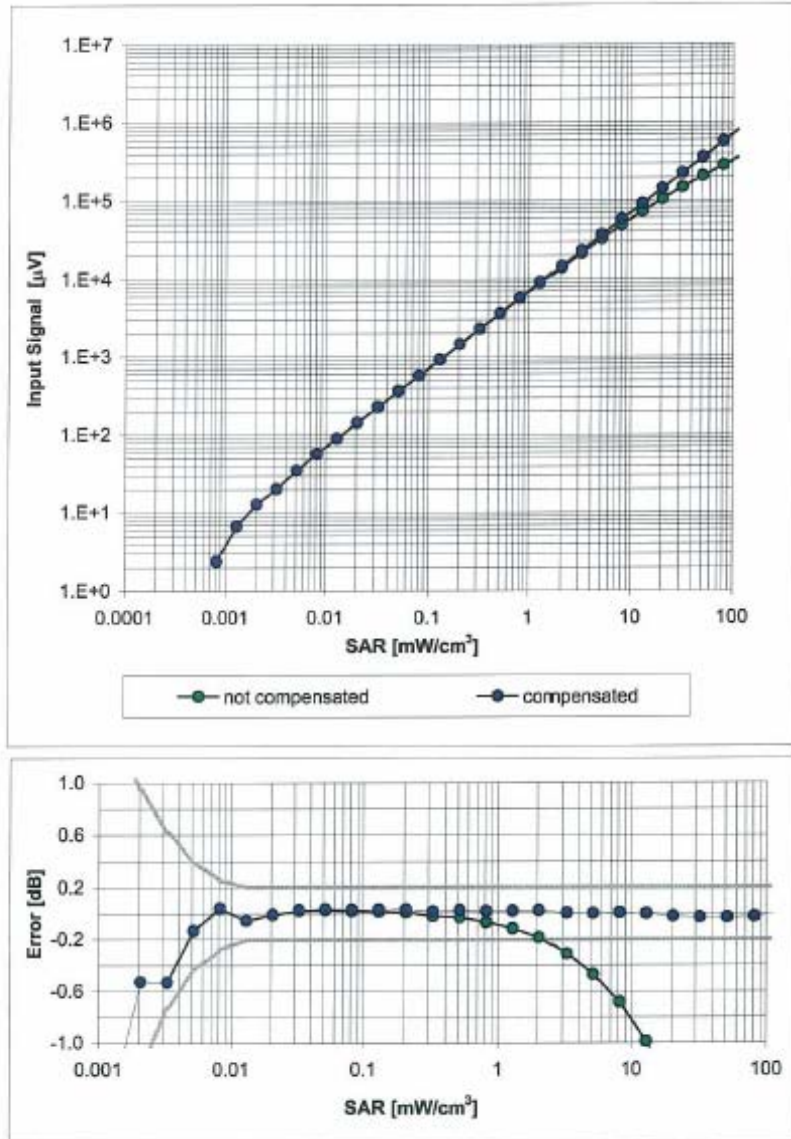 1.E+7
1.E+6
1.E+5
1.E+4
1.E+3
1.E+2
1.E+1
1.E+0
Input Signal [µV]
0.0001 0.001 0.01 0.1 1 10 100
SAR [mW/cm³]
not compensated compensated
1.0
0.6
0.2
-0.2
-0.6
-1.0
Error [dB]
0.001 0.01 0.1 1 10 100
SAR [mW/cm³]